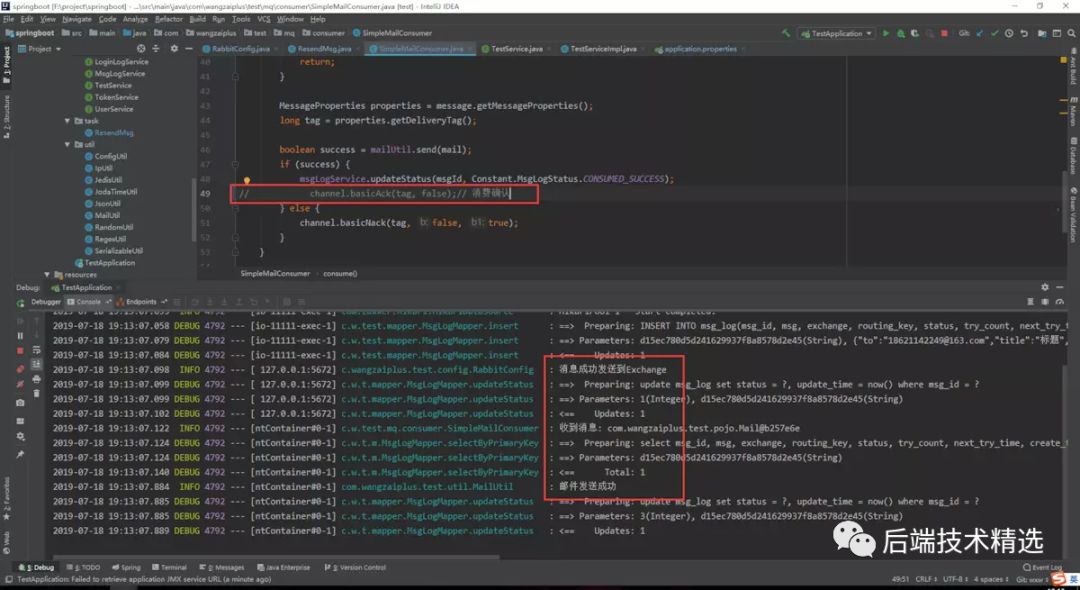 springboot [F:\project\springboot] - ...\src\main\java\com\wangzaiplus\test\mq\consumer\SimpleMailConsumer.java [test] - IntelliJ IDEA
File Edit View Navigate Code Analyze Refactor Build Run Tools VCS Window Help
springboot src main java com wangzaiplus test mq consumer SimpleMailConsumer
TestApplication
Git:
Project
RabbitConfig.java ResendMsg.java SimpleMailConsumer.java TestService.java TestServiceImpl.java application.properties
LoginLogService
MsgLogService
TestService
TokenService
UserService
task
ResendMsg
util
ConfigUtil
IpUtil
JedisUtil
JodaTimeUtil
JsonUtil
MailUtil
RandomUtil
RegexUtil
SerializableUtil
TestApplication
resources
1: Project
2: Structure
Ant Build
Maven
Database
Bean Validation
40 return;
41 }
42
43 MessageProperties properties = message.getMessageProperties();
44 long tag = properties.getDeliveryTag();
45
46 boolean success = mailUtil.send(mail);
47 if (success) {
48 msgLogService.updateStatus(msgId, Constant.MsgLogStatus.CONSUMED_SUCCESS);
49 // channel.basicAck(tag, false);// 消费确认
50 } else {
51 channel.basicNack(tag, b: false, b1: true);
52 }
53 }
SimpleMailConsumer › consume()
Debug: TestApplication
Debugger Console Endpoints
2019-07-18 19:13:07.058 DEBUG 4792 --- [io-11111-exec-1] c.w.test.mapper.MsgLogMapper.insert : ==> Preparing: INSERT INTO msg_log(msg_id, msg, exchange, routing_key, status, try_count, next_try_t
2019-07-18 19:13:07.079 DEBUG 4792 --- [io-11111-exec-1] c.w.test.mapper.MsgLogMapper.insert : ==> Parameters: d15ec780d5d241629937f8a8578d2e45(String), {"to":"18621142249@163.com","title":"标题",
2019-07-18 19:13:07.084 DEBUG 4792 --- [io-11111-exec-1] c.w.test.mapper.MsgLogMapper.insert : <== Updates: 1
2019-07-18 19:13:07.098 INFO 4792 --- [ 127.0.0.1:5672] c.wangzaiplus.test.config.RabbitConfig : 消息成功发送到Exchange
2019-07-18 19:13:07.099 DEBUG 4792 --- [ 127.0.0.1:5672] c.w.t.mapper.MsgLogMapper.updateStatus : ==> Preparing: update msg_log set status = ?, update_time = now() where msg_id = ?
2019-07-18 19:13:07.099 DEBUG 4792 --- [ 127.0.0.1:5672] c.w.t.mapper.MsgLogMapper.updateStatus : ==> Parameters: 1(Integer), d15ec780d5d241629937f8a8578d2e45(String)
2019-07-18 19:13:07.102 DEBUG 4792 --- [ 127.0.0.1:5672] c.w.t.mapper.MsgLogMapper.updateStatus : <== Updates: 1
2019-07-18 19:13:07.122 INFO 4792 --- [ntContainer#0-1] c.w.test.mq.consumer.SimpleMailConsumer : 收到消息: com.wangzaiplus.test.pojo.Mail@b257e6e
2019-07-18 19:13:07.124 DEBUG 4792 --- [ntContainer#0-1] c.w.t.m.MsgLogMapper.selectByPrimaryKey : ==> Preparing: select msg_id, msg, exchange, routing_key, status, try_count, next_try_time, create_t
2019-07-18 19:13:07.124 DEBUG 4792 --- [ntContainer#0-1] c.w.t.m.MsgLogMapper.selectByPrimaryKey : ==> Parameters: d15ec780d5d241629937f8a8578d2e45(String)
2019-07-18 19:13:07.140 DEBUG 4792 --- [ntContainer#0-1] c.w.t.m.MsgLogMapper.selectByPrimaryKey : <== Total: 1
2019-07-18 19:13:07.884 INFO 4792 --- [ntContainer#0-1] com.wangzaiplus.test.util.MailUtil : 邮件发送成功
2019-07-18 19:13:07.885 DEBUG 4792 --- [ntContainer#0-1] c.w.t.mapper.MsgLogMapper.updateStatus : ==> Preparing: update msg_log set status = ?, update_time = now() where msg_id = ?
2019-07-18 19:13:07.885 DEBUG 4792 --- [ntContainer#0-1] c.w.t.mapper.MsgLogMapper.updateStatus : ==> Parameters: 3(Integer), d15ec780d5d241629937f8a8578d2e45(String)
2019-07-18 19:13:07.889 DEBUG 4792 --- [ntContainer#0-1] c.w.t.mapper.MsgLogMapper.updateStatus : <== Updates: 1
2: Favorites
Web
后端技术精选
5: Debug 6: TODO Spring Terminal 0: Messages Java Enterprise 9: Version Control Event Log
TestApplication: Failed to retrieve application JMX service URL (a minute ago)
49:51 CRLF UTF-8 4 spaces
英